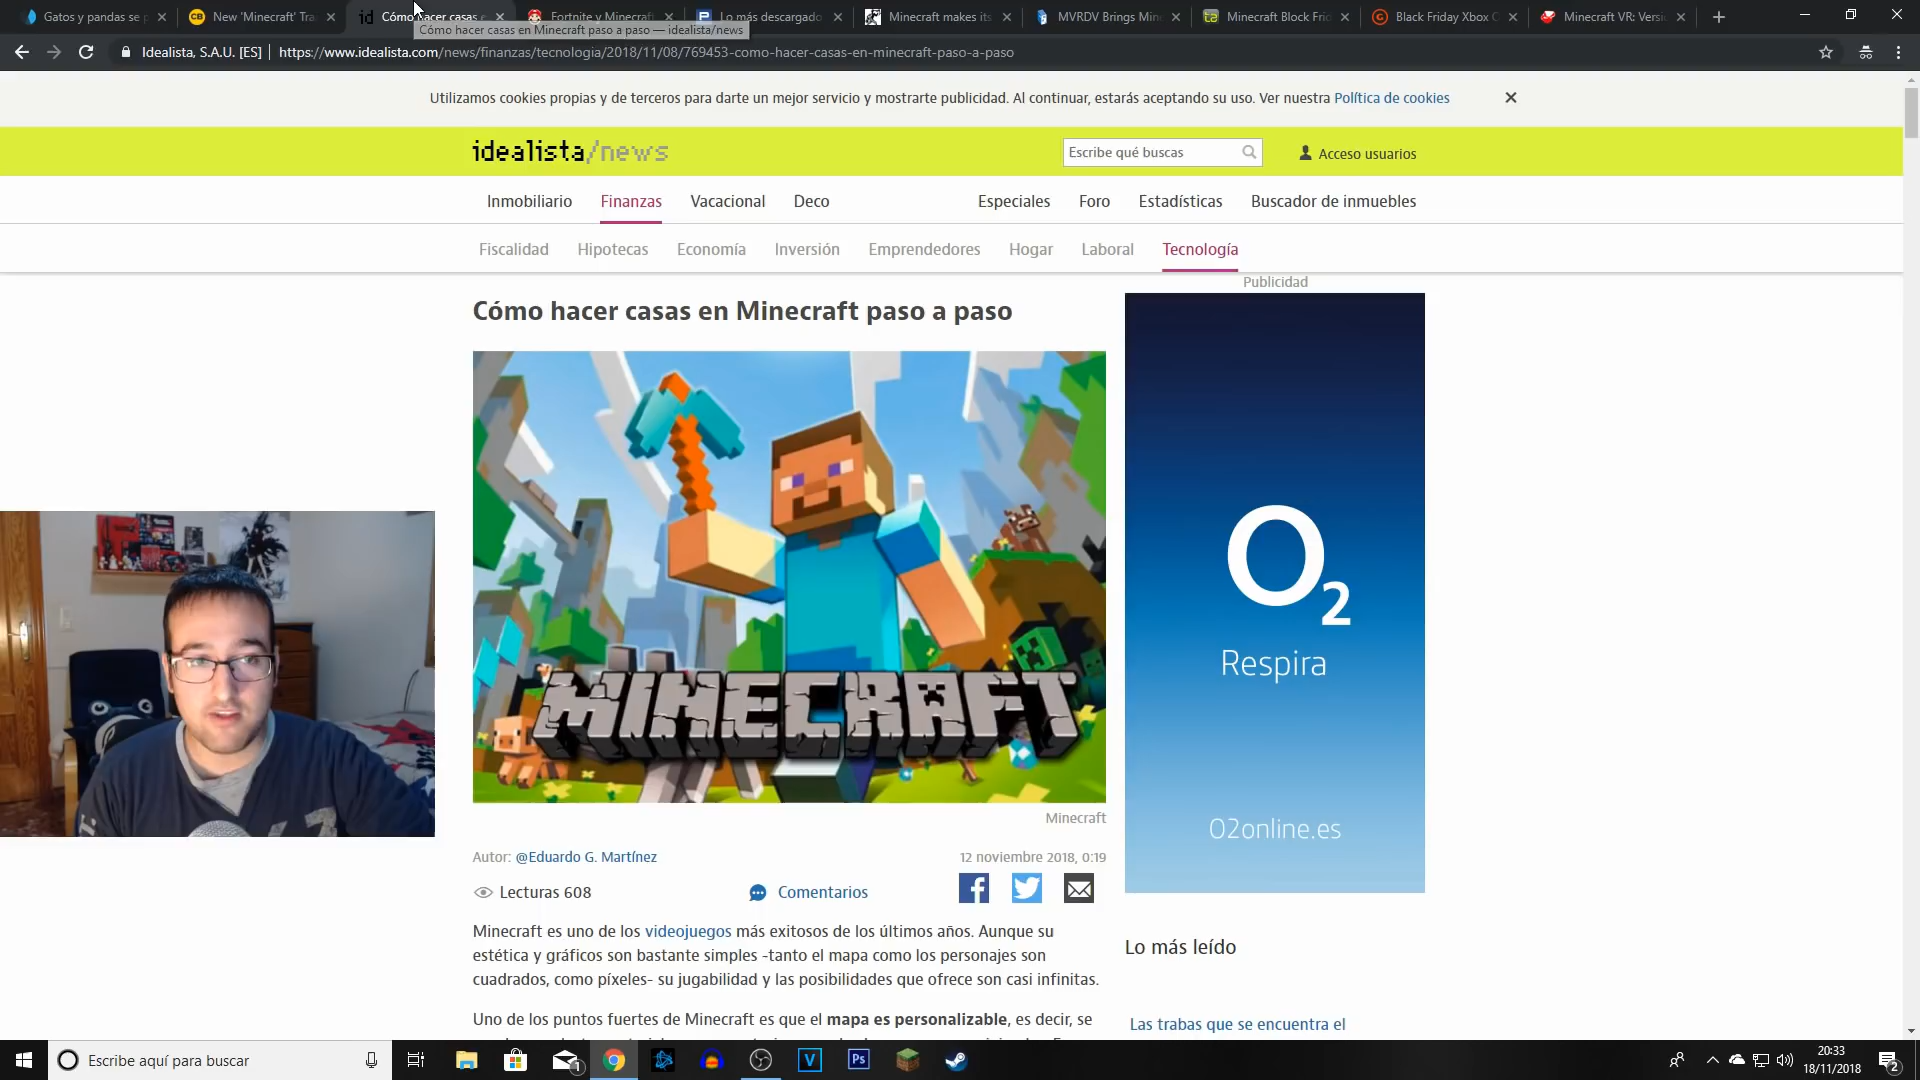 Gatos y pandas se p
New 'Minecraft' Tra
Cómo hacer casas e
Fortnite y Minecraft
Lo más descargado
Minecraft makes its
MVRDV Brings Mine
Minecraft Block Fric
Black Friday Xbox O
Minecraft VR: Versi
Cómo hacer casas en Minecraft paso a paso — idealista/news
Idealista, S.A.U. [ES] | https://www.idealista.com/news/finanzas/tecnologia/2018/11/08/769453-como-hacer-casas-en-minecraft-paso-a-paso
Utilizamos cookies propias y de terceros para darte un mejor servicio y mostrarte publicidad. Al continuar, estarás aceptando su uso. Ver nuestra Política de cookies
idealista/news
Escribe qué buscas
Acceso usuarios
Inmobiliario Finanzas Vacacional Deco Especiales Foro Estadísticas Buscador de inmuebles
Fiscalidad Hipotecas Economía Inversión Emprendedores Hogar Laboral Tecnología
Publicidad
Cómo hacer casas en Minecraft paso a paso
MINECRAFT
O2
Respira
O2online.es
Minecraft
Autor: @Eduardo G. Martínez
12 noviembre 2018, 0:19
Lecturas 608
Comentarios
Minecraft es uno de los videojuegos más exitosos de los últimos años. Aunque su
estética y gráficos son bastante simples -tanto el mapa como los personajes son
cuadrados, como píxeles- su jugabilidad y las posibilidades que ofrece son casi infinitas.
Uno de los puntos fuertes de Minecraft es que el mapa es personalizable, es decir, se
Lo más leído
Las trabas que se encuentra el
Escribe aquí para buscar
1
V
Ps
20:33
18/11/2018
2